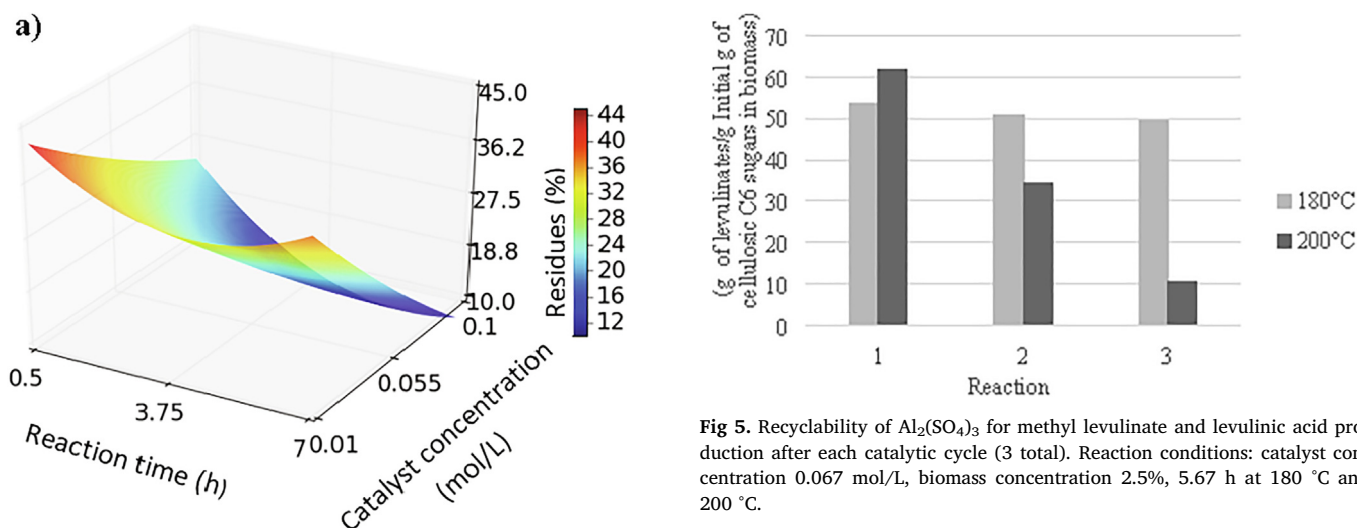 a)
45.0
36.2
27.5
18.8
10.0
0.1
0.055
0.01
0.5
3.75
7
Reaction time (h)
Catalyst concentration
(mol/L)
Residues (%)
44
40
36
32
28
24
20
16
12
(g of levulinates/g Initial g of
cellulosic C6 sugars in biomass)
70
60
50
40
30
20
10
0
1 2 3
Reaction
180°C
200°C
Fig 5. Recyclability of Al₂(SO₄)₃ for methyl levulinate and levulinic acid pro
duction after each catalytic cycle (3 total). Reaction conditions: catalyst con
centration 0.067 mol/L, biomass concentration 2.5%, 5.67 h at 180 °C an
200 °C.